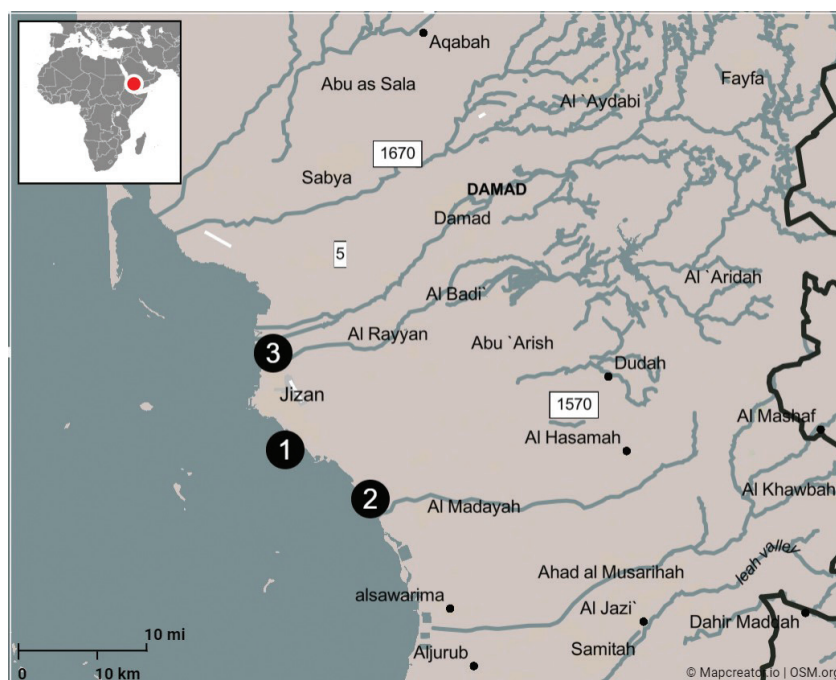 Aqabah
Fayfa
Abu as Sala
Al `Aydabi
1670
Sabya
DAMAD
Damad
5
Al `Aridah
Al Badi`
Al Rayyan
Abu `Arish
3
Dudah
Jizan
1570
Al Mashaf
Al Hasamah
1
Al Khawbah
2
Al Madayah
leah valley
Ahad al Musarihah
alsawarima
Al Jazi`
Dahir Maddah
10 mi
Samitah
Aljurub
0
10 km
© Mapcreator.io | OSM.org